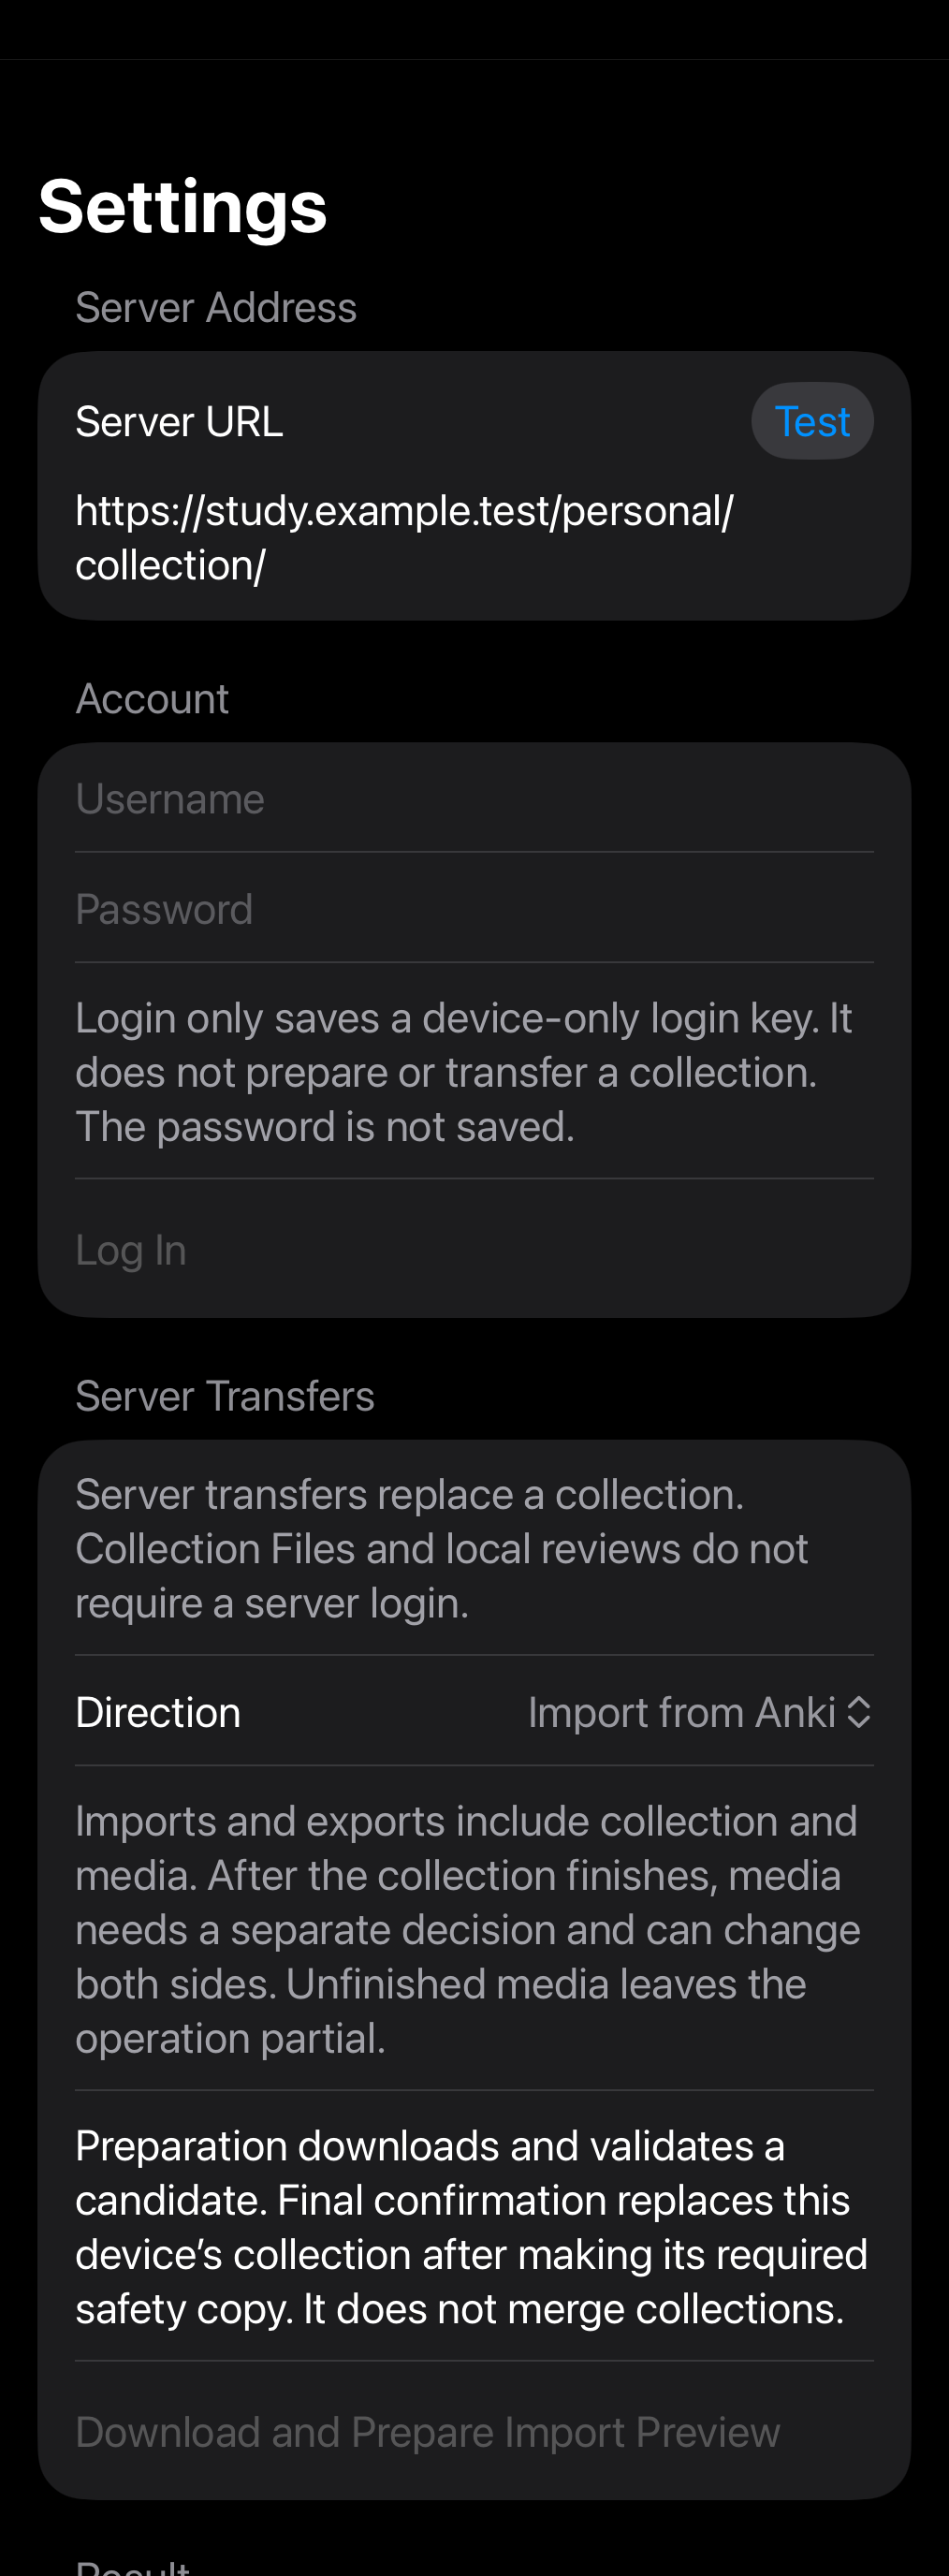 Settings
Server Address
Server URL
Test
https://study.example.test/personal/
collection/
Account
Username
Password
Login only saves a device-only login key. It
does not prepare or transfer a collection.
The password is not saved.
Log In
Server Transfers
Server transfers replace a collection.
Collection Files and local reviews do not
require a server login.
Direction
Import from Anki
Imports and exports include collection and
media. After the collection finishes, media
needs a separate decision and can change
both sides. Unfinished media leaves the
operation partial.
Preparation downloads and validates a
candidate. Final confirmation replaces this
device’s collection after making its required
safety copy. It does not merge collections.
Download and Prepare Import Preview
Result